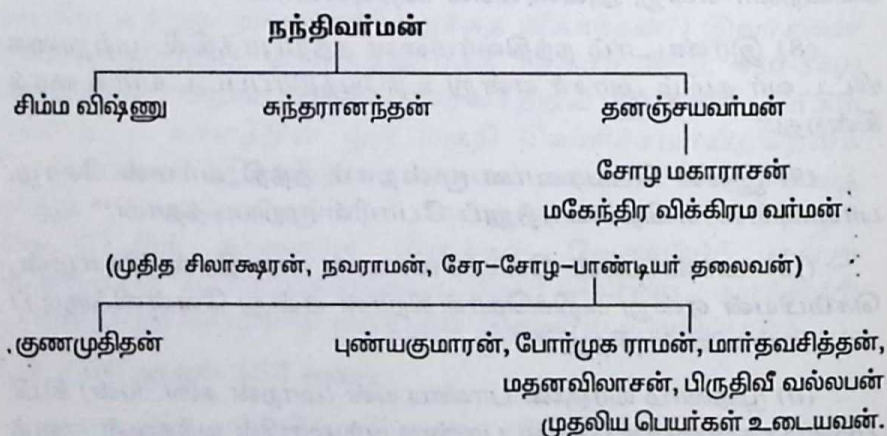 நந்திவர்மன்
சிம்ம விஷ்ணு சுந்தரானந்தன் தனஞ்சயவர்மன்
சோழ மகாராசன்
மகேந்திர விக்கிரம வர்மன்.
(முதித சிலாக்ஷரன், நவராமன், சேர–சோழ–பாண்டியர் தலைவன்)
குணமுதிதன் புண்யகுமாரன், போர்முக ராமன், மார்தவசித்தன்,
மதனவிலாசன், பிருதிவீ வல்லபன்
முதலிய பெயர்கள் உடையவன்.